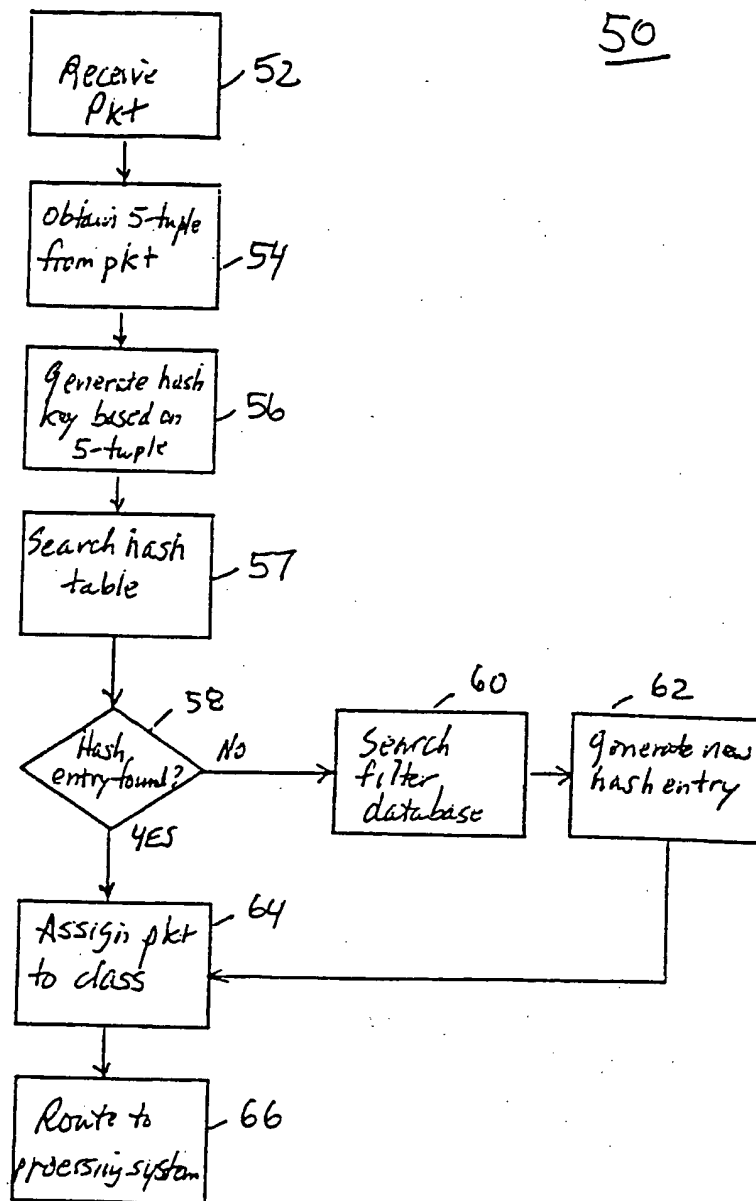 50
Receive
Pkt
52
Obtain 5-tuple
from pkt
54
Generate hash
key based on
5-tuple
56
Search hash
table
57
58
Hash
entry found?
No
60
Search
filter
database
62
generate new
hash entry
YES
64
Assign pkt
to class
66
Route to
processing system